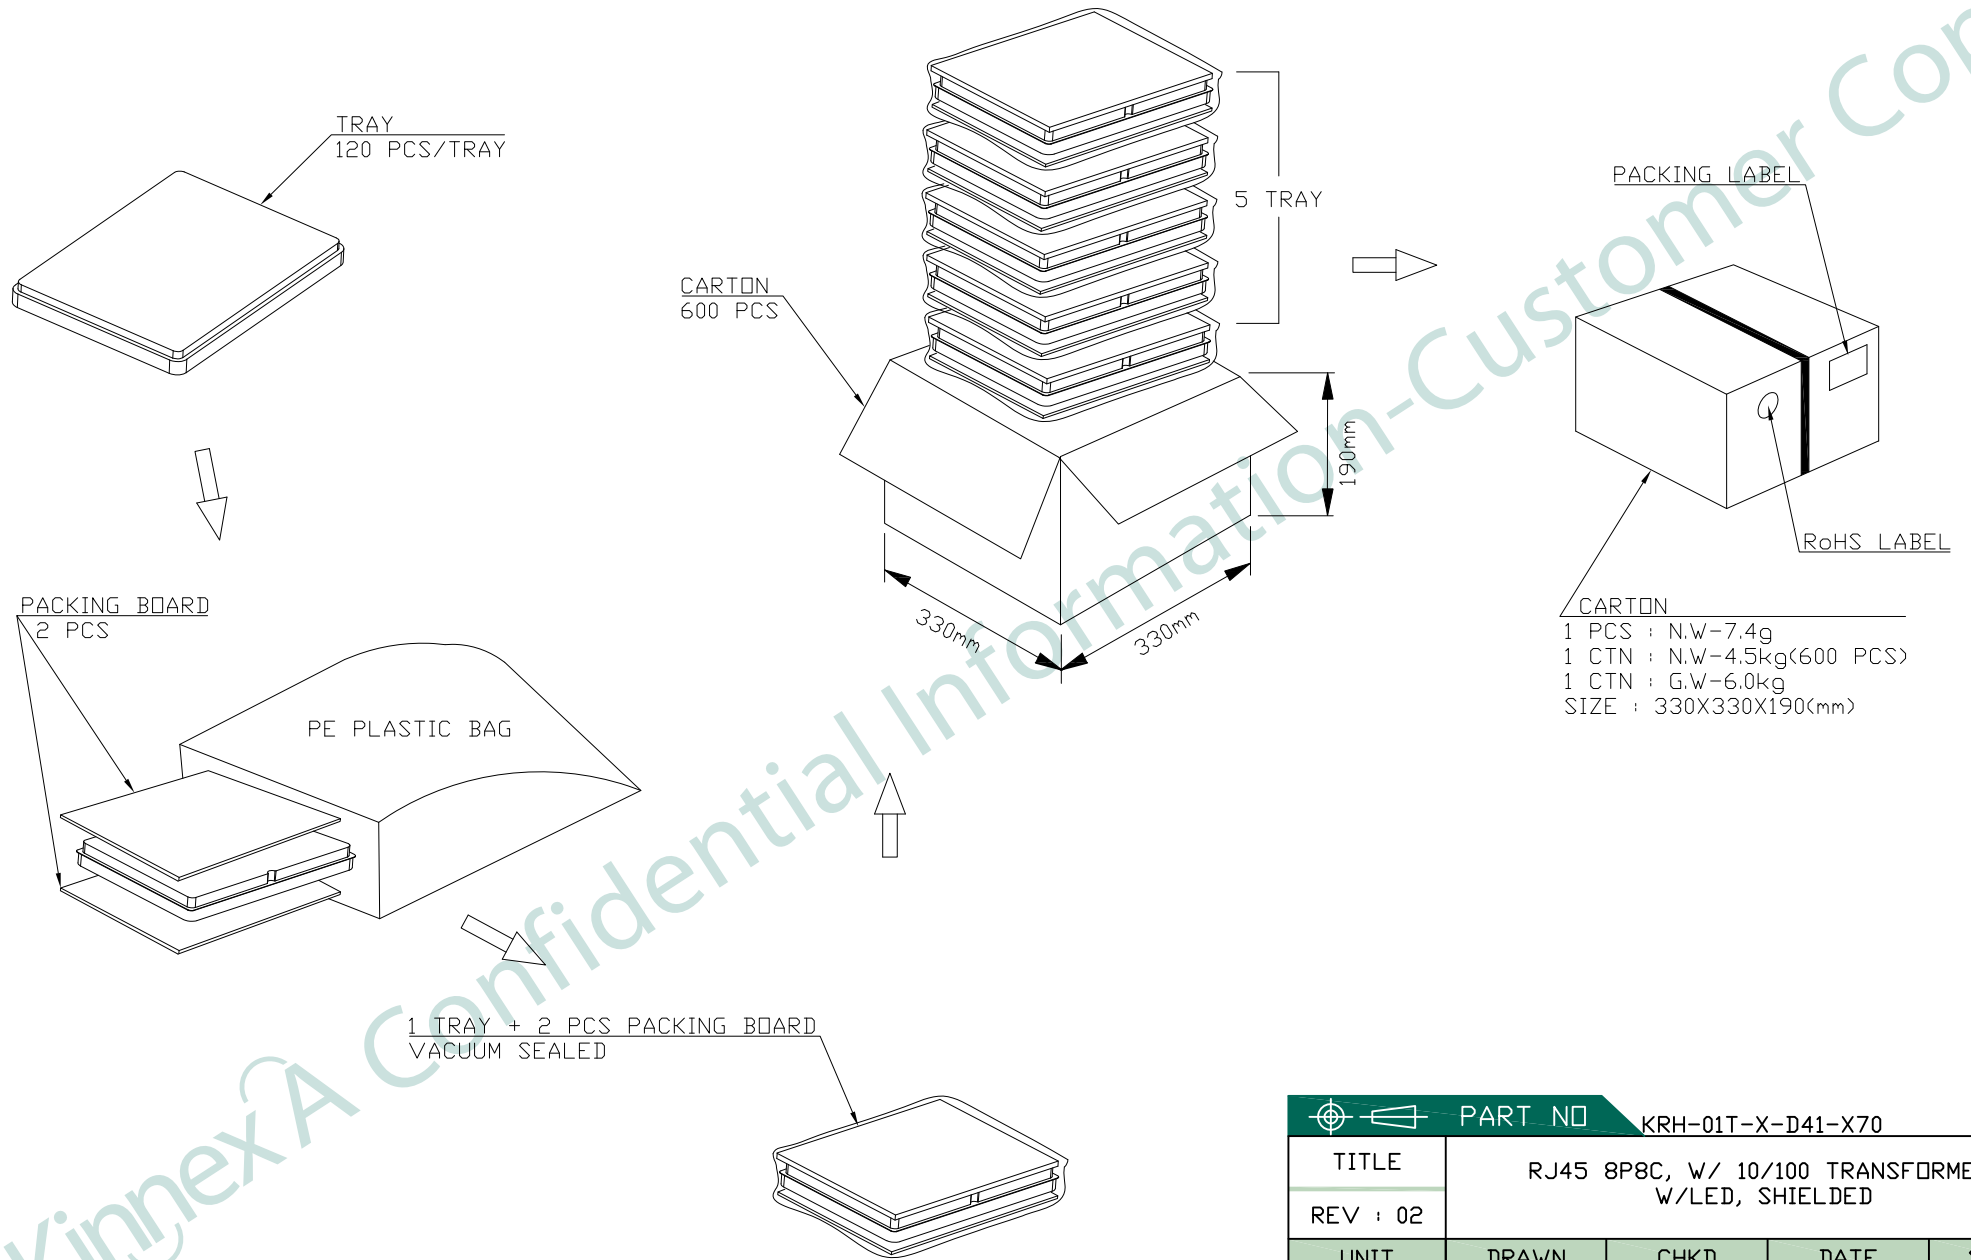 TRAY
120 PCS/TRAY
5 TRAY
PACKING LABEL
CARTON
600 PCS
190mm
330mm
330mm
RoHS LABEL
CARTON
1 PCS : N.W-7.4g
1 CTN : N.W-4.5kg(600 PCS)
1 CTN : G.W-6.0kg
SIZE : 330X330X190(mm)
PACKING BOARD
2 PCS
PE PLASTIC BAG
1 TRAY + 2 PCS PACKING BOARD
VACUUM SEALED
KinnexA Confidential Information-Customer Con
PART NO KRH-01T-X-D41-X70
TITLE
RJ45 8P8C, W/ 10/100 TRANSFORME
W/LED, SHIELDED
REV : 02
UNIT DRAWN CHKD DATE